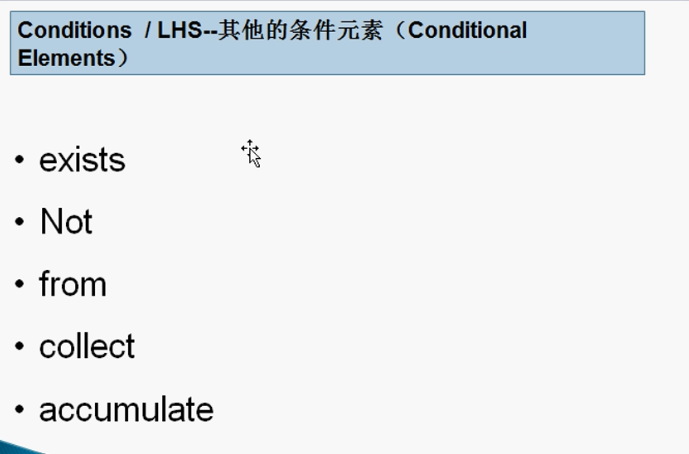 Conditions / LHS--其他的条件元素（Conditional
Elements）
• exists
• Not
• from
• collect
• accumulate